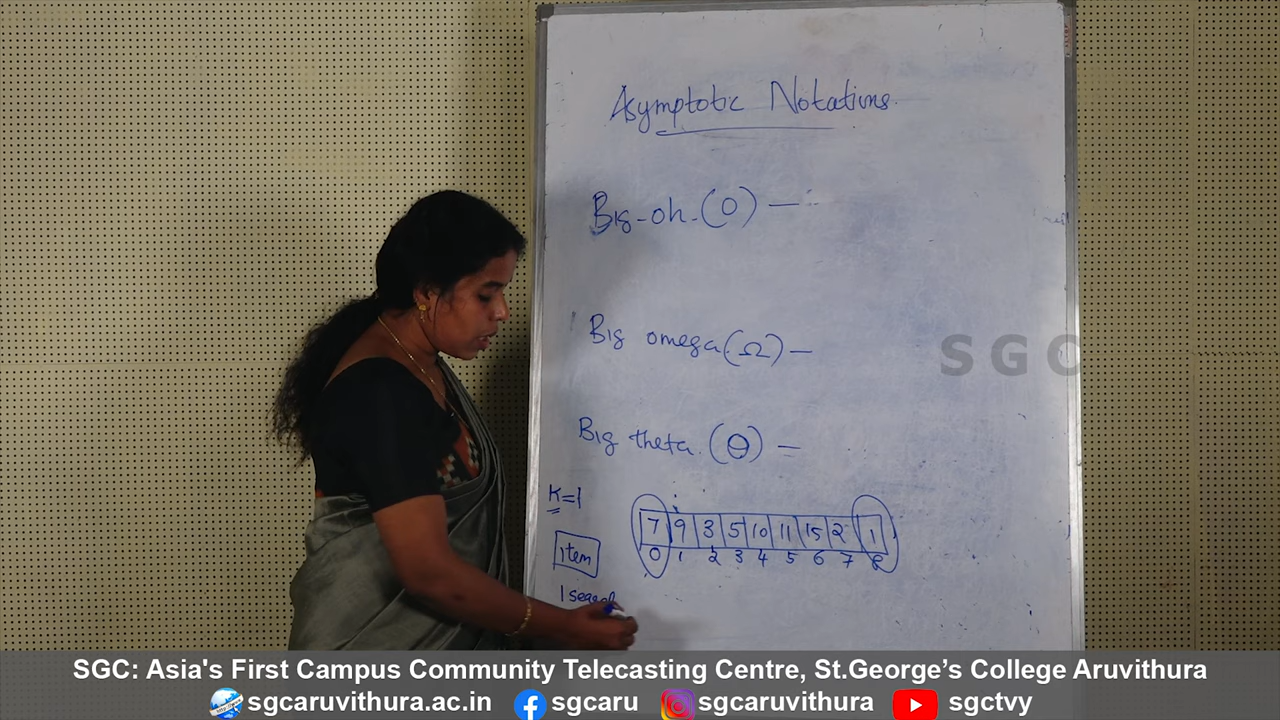 Asymptotic Notations
Big-oh.(O) —
Big omega(Ω) —
SGC
Big theta.(Θ) =
K=1
7 9 3 5 10 11 15 2 1
0 1 2 3 4 5 6 7 8
item
1 search
SGC: Asia's First Campus Community Telecasting Centre, St.George’s College Aruvithura
sgcaruvithura.ac.in sgcaru sgcaruvithura sgctvy